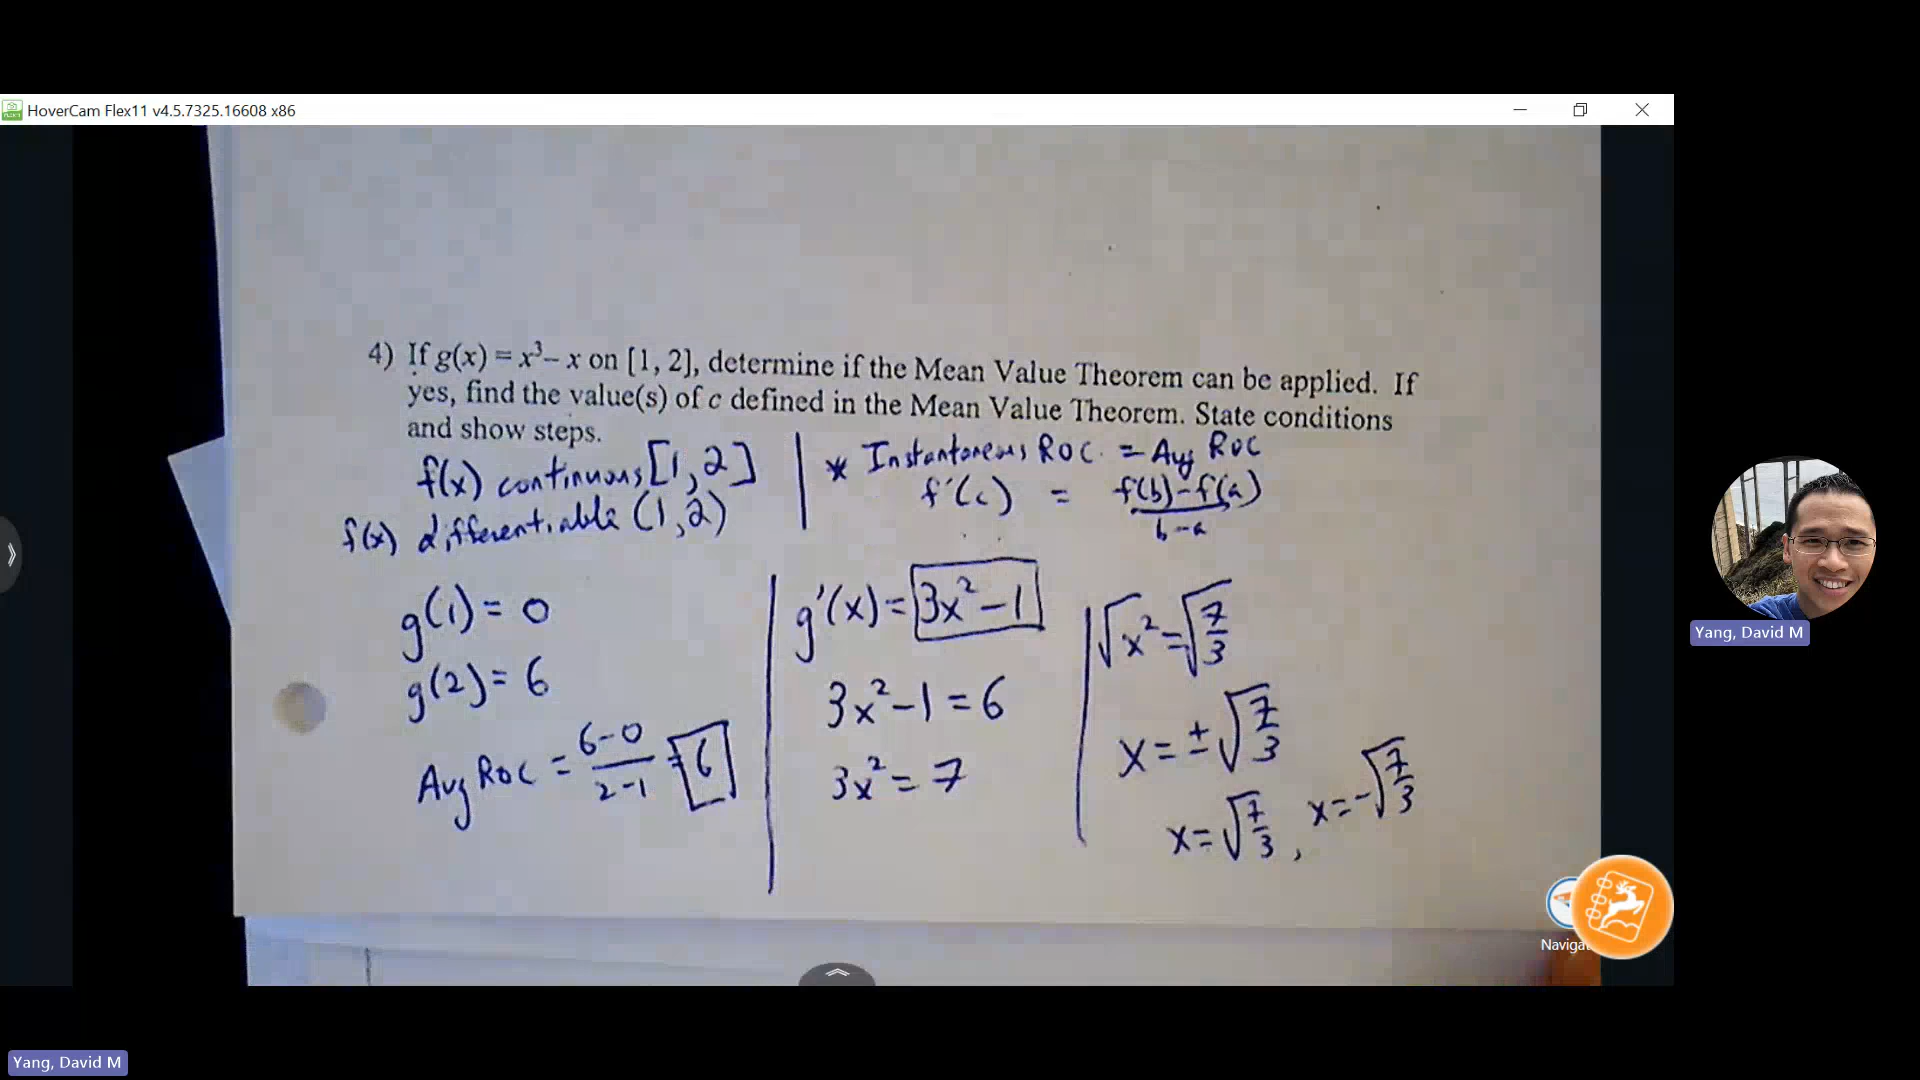 HoverCam Flex11 v4.5.7325.16608 x86
4) If g(x) = x³ – x on [1, 2], determine if the Mean Value Theorem can be applied. If
yes, find the value(s) of c defined in the Mean Value Theorem. State conditions
and show steps.
f(x) continuous [1,2]
f(x) differentiable (1,2)
* Instantaneous ROC. = Avg ROC
f'(c) = f(b)-f(a)
b-a
g(1) = 0
g(2) = 6
Avg ROC = 6-0 = 6
2-1
g'(x) = 3x² - 1
3x² - 1 = 6
3x² = 7
√x² = √7/3
x = ± √7/3
x = √7/3 , x = -√7/3
Navigat
Yang, David M
Yang, David M